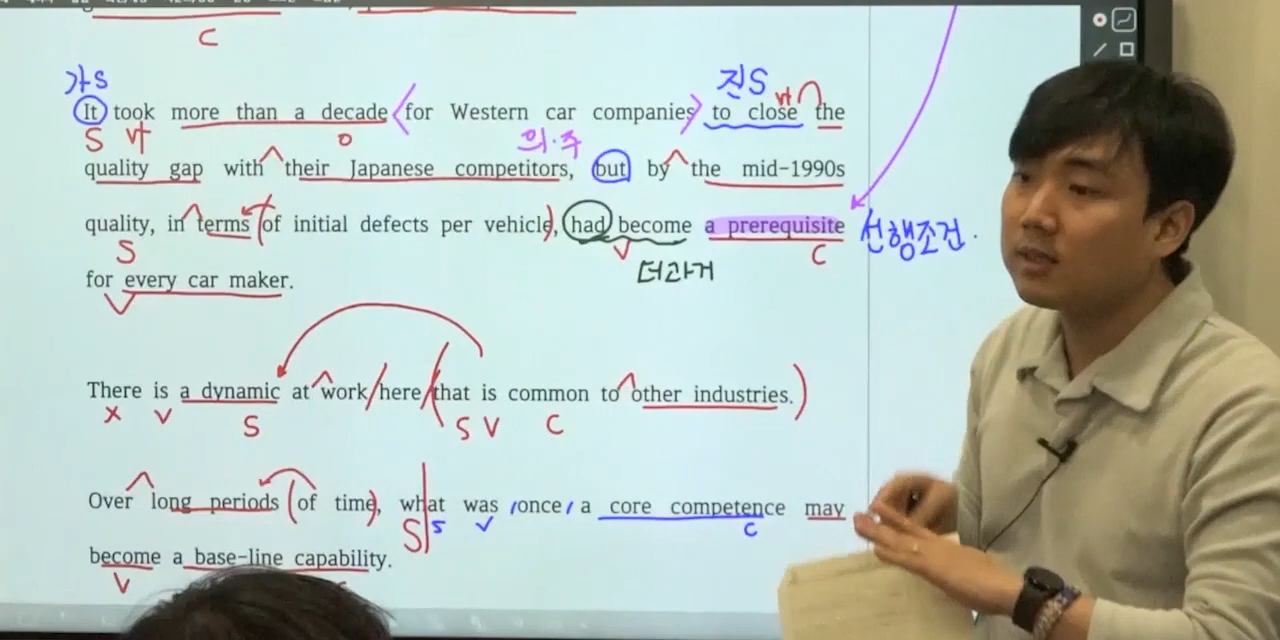 C
가S 진S vt
It took more than a decade for Western car companies to close the
S vt O 의·주
quality gap with their Japanese competitors, but by the mid-1990s
quality, in terms of initial defects per vehicle, had become a prerequisite 선행조건.
S V C
더과거
for every car maker.
There is a dynamic at work here that is common to other industries.
X V S S V C
Over long periods of time, what was once a core competence may
S S V C
become a base-line capability.
V